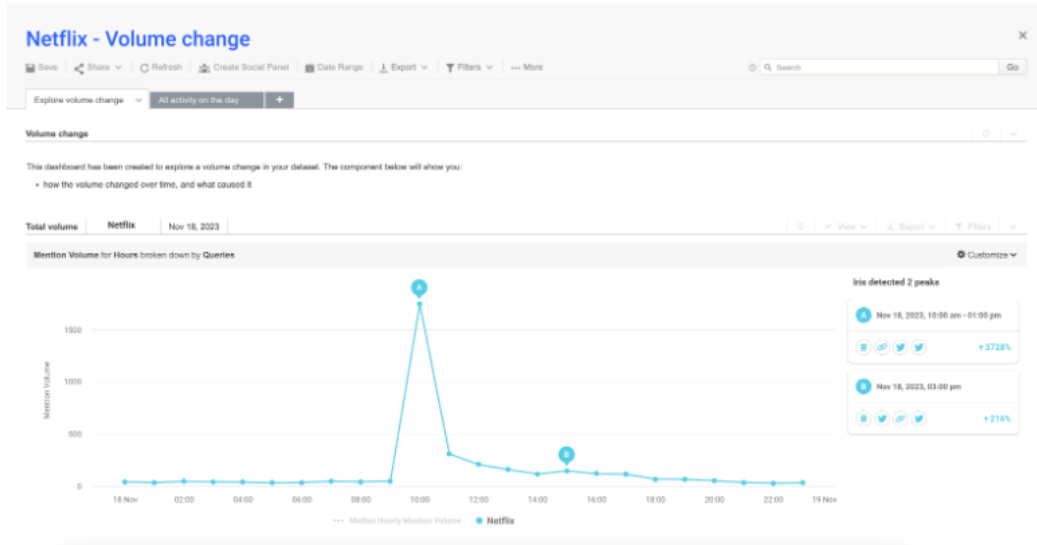 Netflix - Volume change
×
Save Share Refresh Create Social Panel Date Range Export Filters ... More Search Go
Explore volume change All activity on the day +
Volume change
This dashboard has been created to explore a volume change in your dataset. The component below will show you:
• how the volume changed over time, and what caused it
Total volume Netflix Nov 18, 2023 View Export Filters
Mention Volume for Hours broken down by Queries Customize
Iris detected 2 peaks
A
A Nov 18, 2023, 10:00 am - 01:00 pm
1500
↑3728%
1000
B Nov 18, 2023, 03:00 pm
Mention Volume
↑216%
500
B
0
18 Nov 02:00 04:00 06:00 08:00 10:00 12:00 14:00 16:00 18:00 20:00 22:00 19 Nov
Median Hourly Mention Volume Netflix